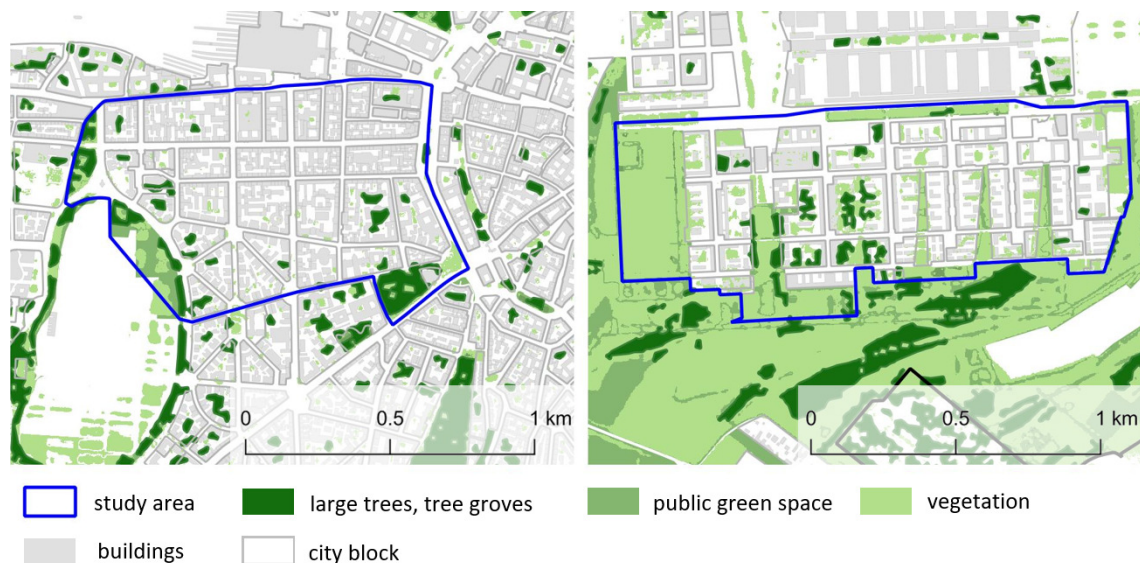 0 0.5 1 km
0 0.5 1 km
study area
large trees, tree groves
public green space
vegetation
buildings
city block